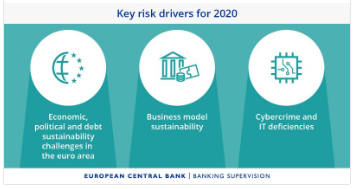 Key risk drivers for 2020
Economic,
political and debt
sustainability
challenges in
the euro area
Business model
sustainability
Cybercrime and
IT deficiencies
EUROPEAN CENTRAL BANK | BANKING SUPERVISION